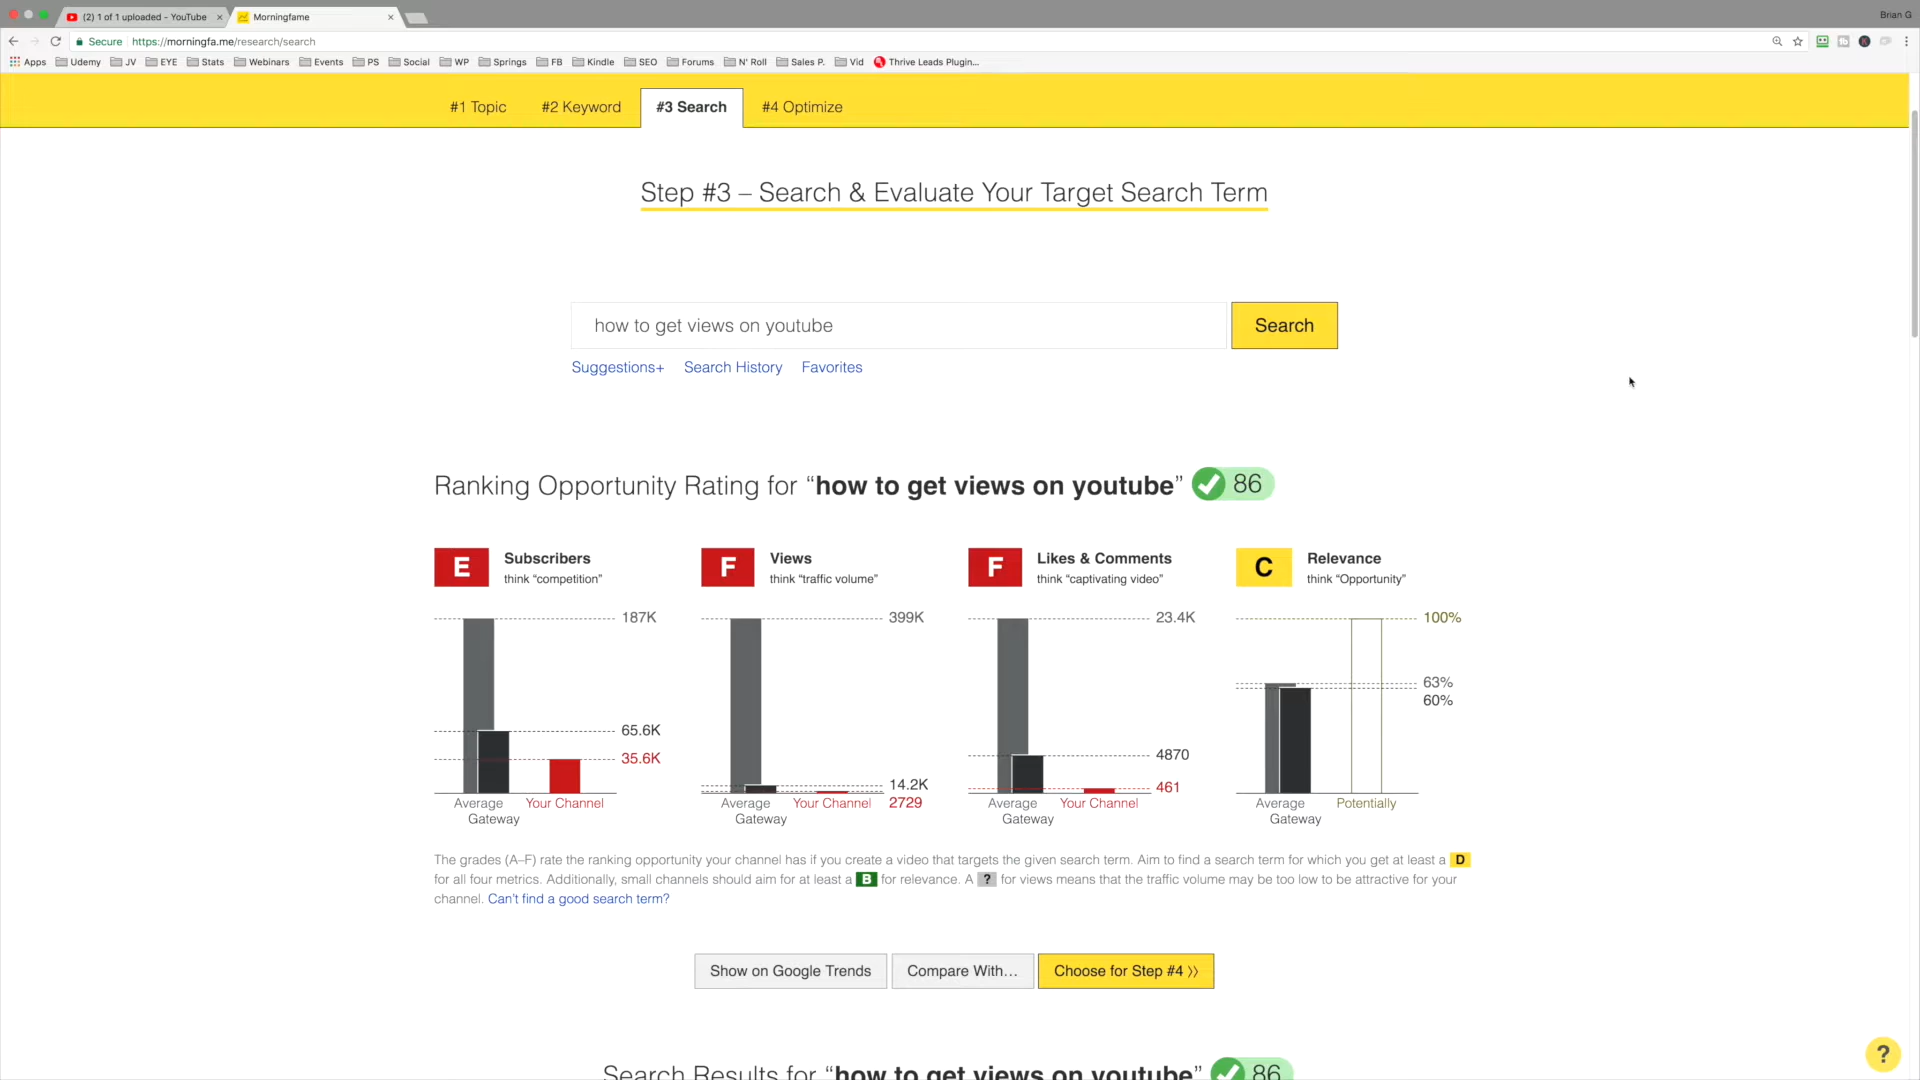 (2) 1 of 1 uploaded - YouTube
Morningfame
Brian G
Secure https://morningfa.me/research/search
Apps Udemy JV EYE Stats Webinars Events PS Social WP Springs FB Kindle SEO Forums N' Roll Sales P. Vid Thrive Leads Plugin...
#1 Topic #2 Keyword #3 Search #4 Optimize
Step #3 – Search & Evaluate Your Target Search Term
how to get views on youtube
Search
Suggestions+ Search History Favorites
Ranking Opportunity Rating for “how to get views on youtube” 86
E Subscribers
think “competition”
187K
65.6K
35.6K
Average Your Channel
Gateway
F Views
think “traffic volume”
399K
14.2K
2729
Average Your Channel
Gateway
F Likes & Comments
think “captivating video”
23.4K
4870
461
Average Your Channel
Gateway
C Relevance
think “Opportunity”
100%
63%
60%
Average Potentially
Gateway
The grades (A–F) rate the ranking opportunity your channel has if you create a video that targets the given search term. Aim to find a search term for which you get at least a D
for all four metrics. Additionally, small channels should aim for at least a B for relevance. A ? for views means that the traffic volume may be too low to be attractive for your
channel. Can't find a good search term?
Show on Google Trends Compare With… Choose for Step #4 ⟩⟩
Search Results for “how to get views on youtube” 86
?